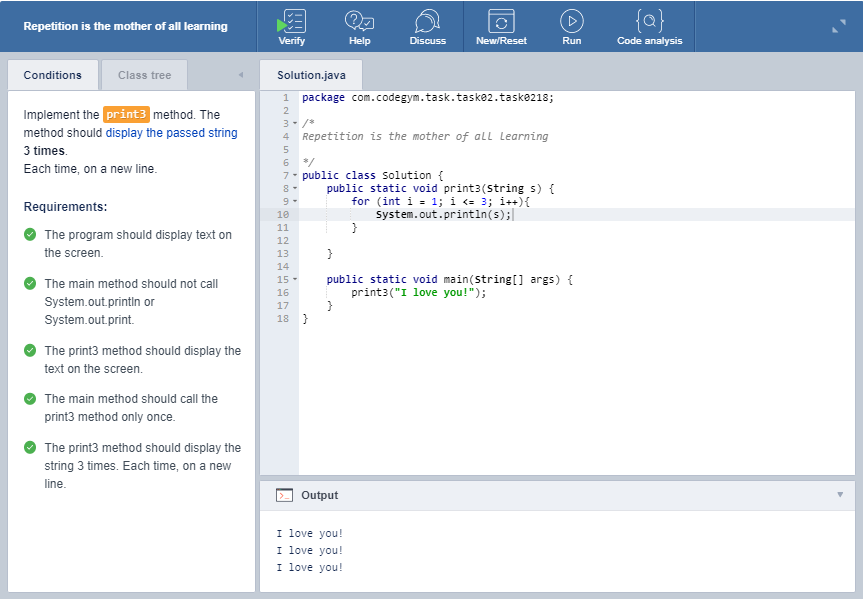 Repetition is the mother of all learning
Verify
Help
Discuss
New/Reset
Run
Code analysis
Conditions
Class tree
Implement the print3 method. The
method should display the passed string
3 times.
Each time, on a new line.
Requirements:
The program should display text on
the screen.
The main method should not call
System.out.println or
System.out.print.
The print3 method should display the
text on the screen.
The main method should call the
print3 method only once.
The print3 method should display the
string 3 times. Each time, on a new
line.
Solution.java
1 package com.codegym.task.task02.task0218;
2
3 /*
4 Repetition is the mother of all learning
5
6 */
7 public class Solution {
8 public static void print3(String s) {
9 for (int i = 1; i <= 3; i++){
10 System.out.println(s);
11 }
12
13 }
14
15 public static void main(String[] args) {
16 print3("I love you!");
17 }
18 }
Output
I love you!
I love you!
I love you!